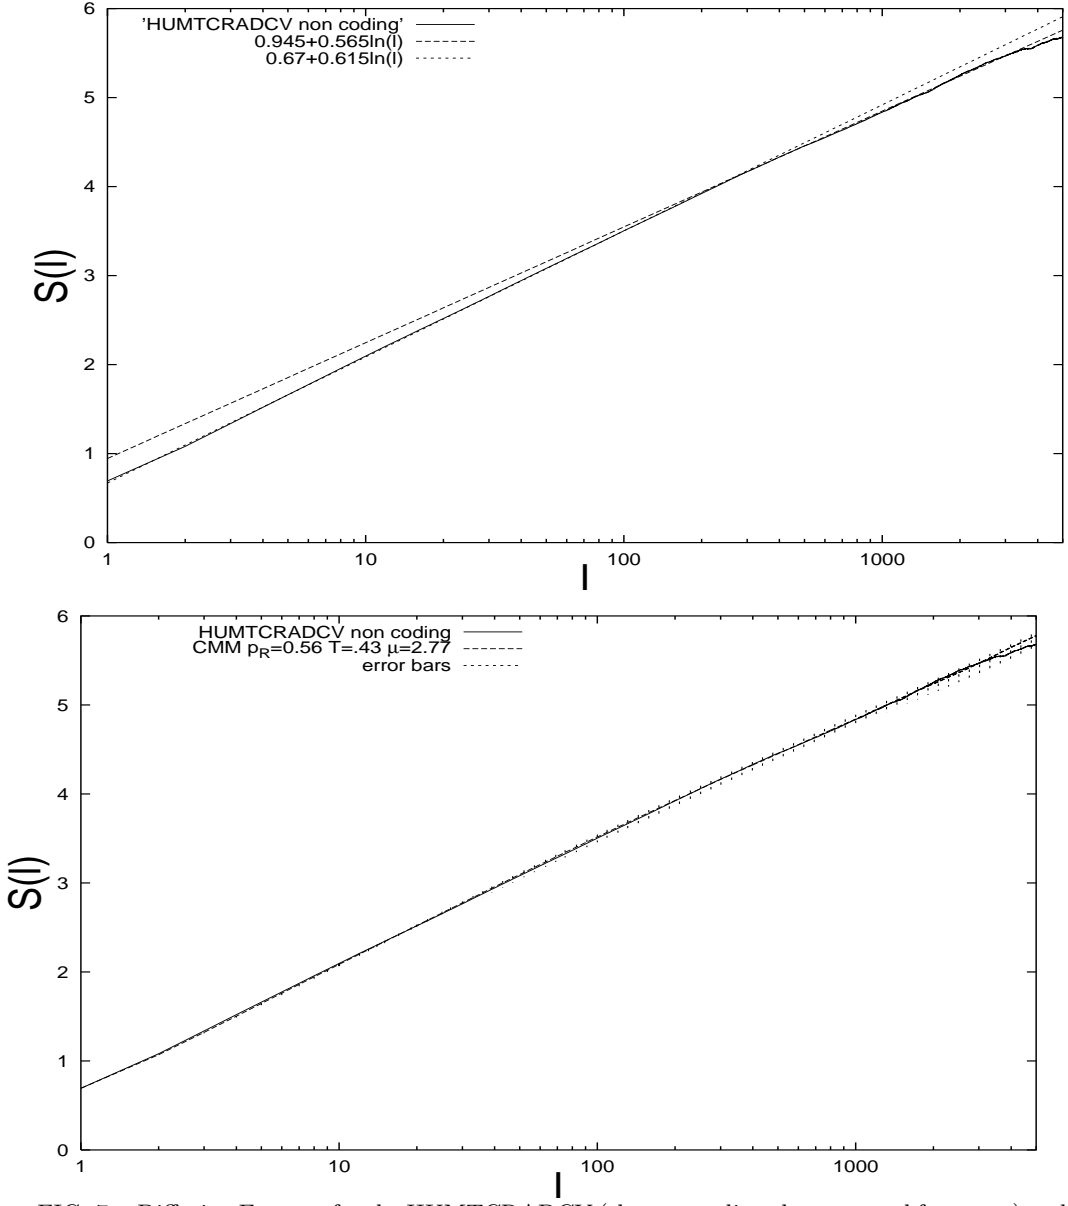 'HUMTCRADCV non coding'
0.945+0.565ln(l)
0.67+0.615ln(l)
6
5
4
3
2
1
0
S(l)
1
10
100
1000
l
HUMTCRADCV non coding
CMM pR=0.56 T=.43 μ=2.77
error bars
6
5
4
3
2
1
0
S(l)
1
10
100
1000
l